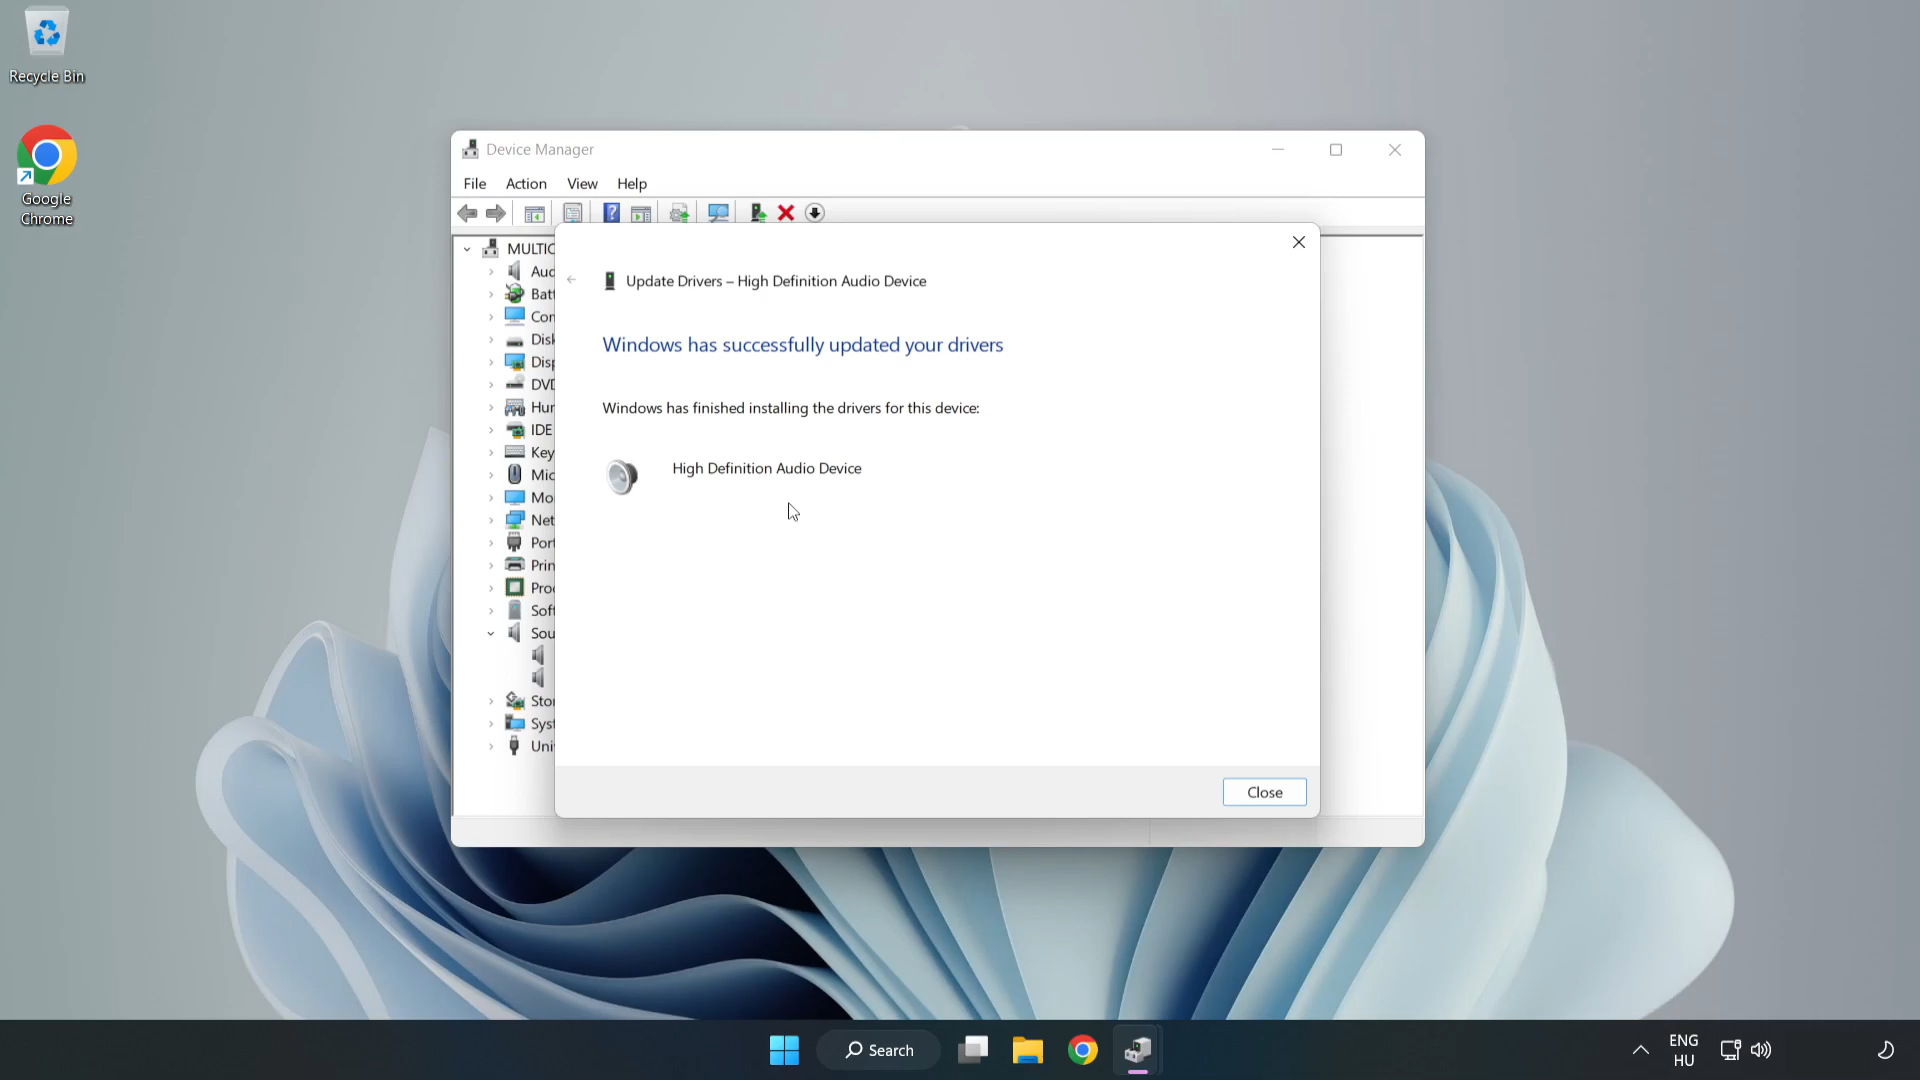 Recycle Bin
Google
Chrome
Device Manager
File Action View Help
MULTIC
Aud
Batt
Con
Disk
Disp
DVD
Hur
IDE
Key
Mic
Mo
Net
Port
Prin
Proc
Soft
Sou
Stor
Syst
Uni
Update Drivers – High Definition Audio Device
Windows has successfully updated your drivers
Windows has finished installing the drivers for this device:
High Definition Audio Device
Close
Search
ENG
HU